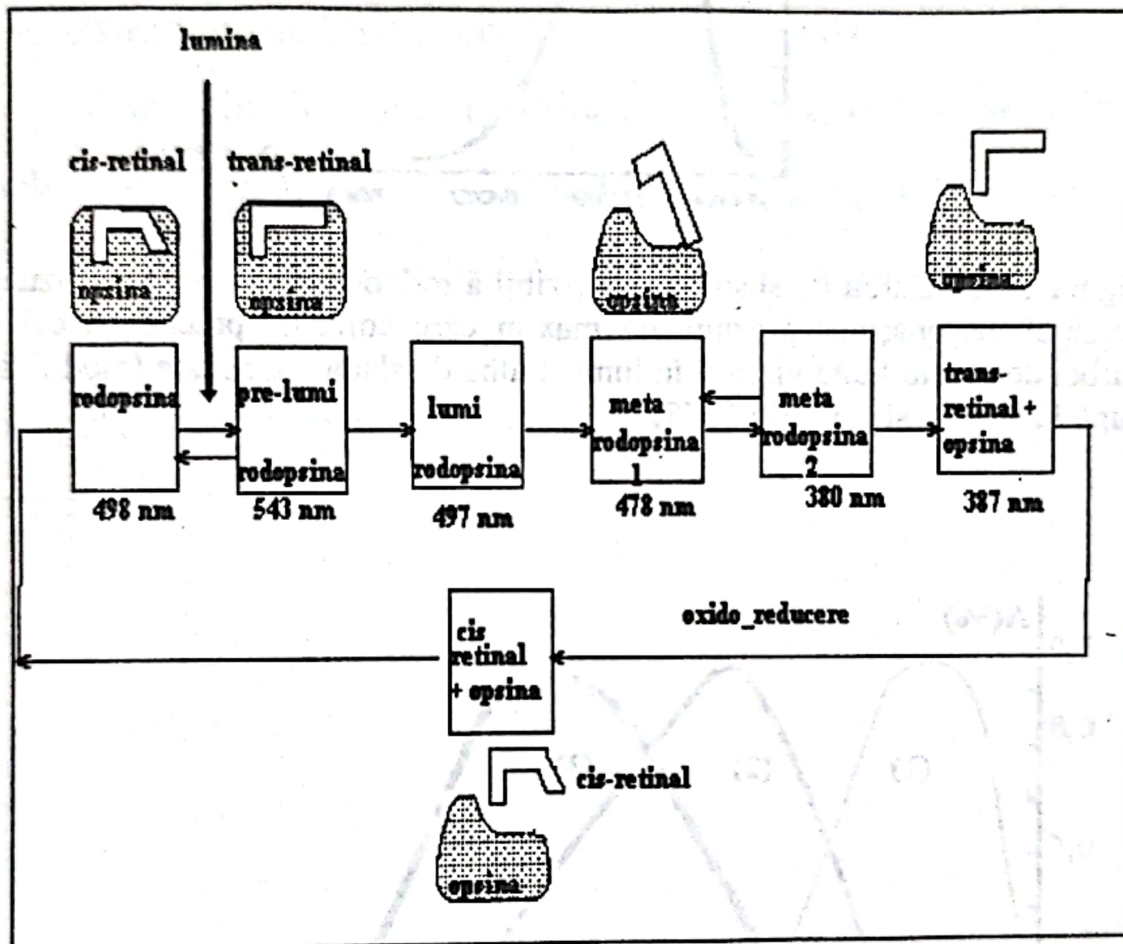 lumina
cis-retinal
trans-retinal
opsina
opsina
opsina
opsina
rodopsina
498 nm
pre-lumi
rodopsina
543 nm
lumi
rodopsina
497 nm
meta
rodopsina
1
478 nm
meta
rodopsina
2
380 nm
trans-
retinal +
opsina
387 nm
oxido_reducere
cis
retinal
+ opsina
cis-retinal
opsina